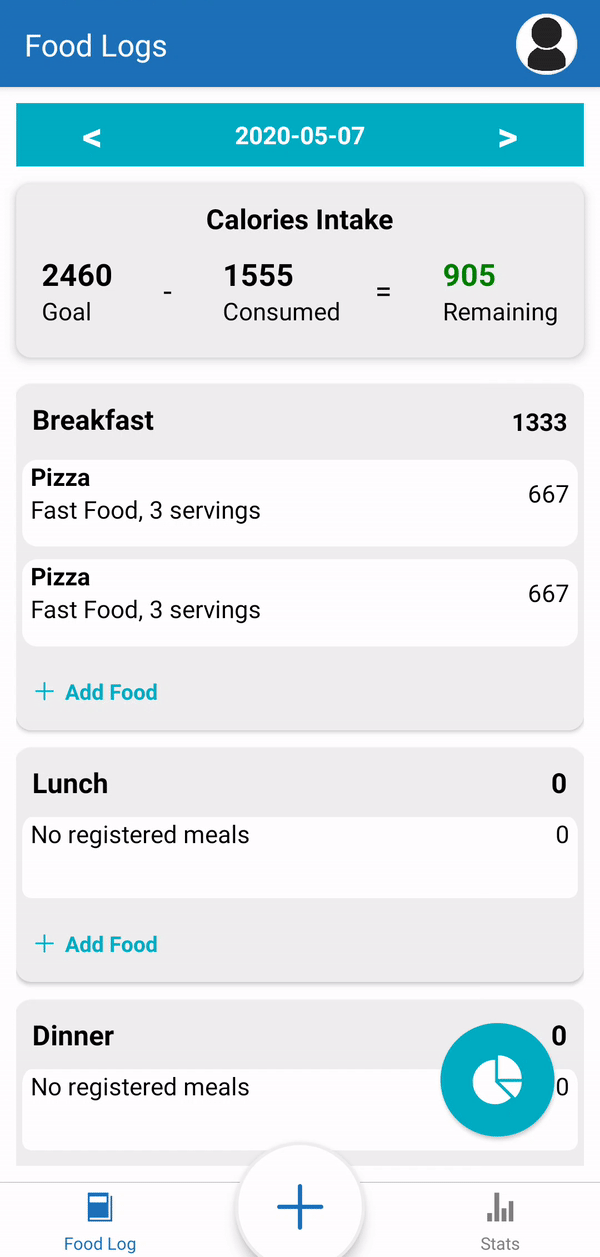 Food Logs
< 2020-05-07 >
Calories Intake
2460 - 1555 = 905
Goal Consumed Remaining
Breakfast 1333
Pizza
Fast Food, 3 servings 667
Pizza
Fast Food, 3 servings 667
+ Add Food
Lunch 0
No registered meals 0
+ Add Food
Dinner 0
No registered meals 0
+
Food Log Stats